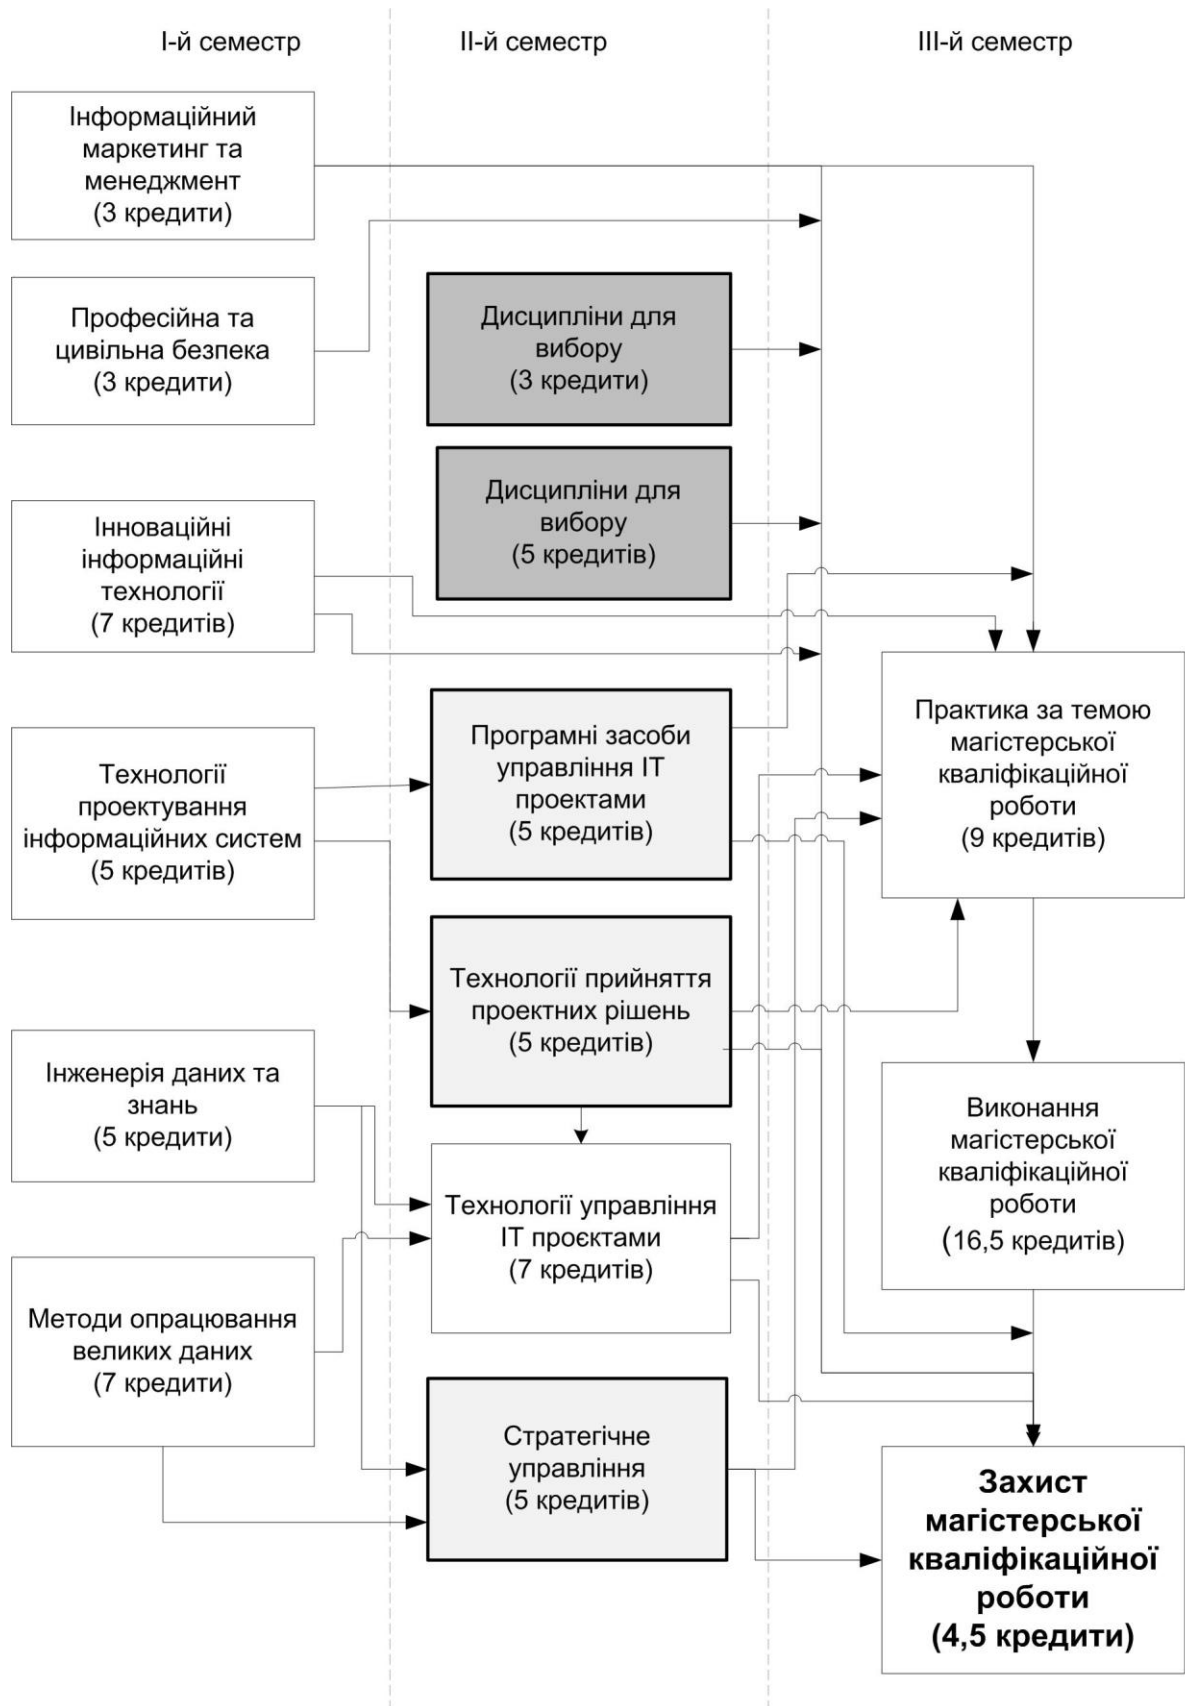 І-й семестр
ІІ-й семестр
ІІІ-й семестр
Інформаційний
маркетинг та
менеджмент
(3 кредити)
Професійна та
цивільна безпека
(3 кредити)
Інноваційні
інформаційні
технології
(7 кредитів)
Технології
проектування
інформаційних систем
(5 кредитів)
Інженерія даних та
знань
(5 кредити)
Методи опрацювання
великих даних
(7 кредити)
Дисципліни для
вибору
(3 кредити)
Дисципліни для
вибору
(5 кредитів)
Програмні засоби
управління ІТ
проектами
(5 кредитів)
Технології прийняття
проектних рішень
(5 кредитів)
Технології управління
ІТ проєктами
(7 кредитів)
Стратегічне
управління
(5 кредитів)
Практика за темою
магістерської
кваліфікаційної
роботи
(9 кредитів)
Виконання
магістерської
кваліфікаційної
роботи
(16,5 кредитів)
Захист
магістерської
кваліфікаційної
роботи
(4,5 кредити)